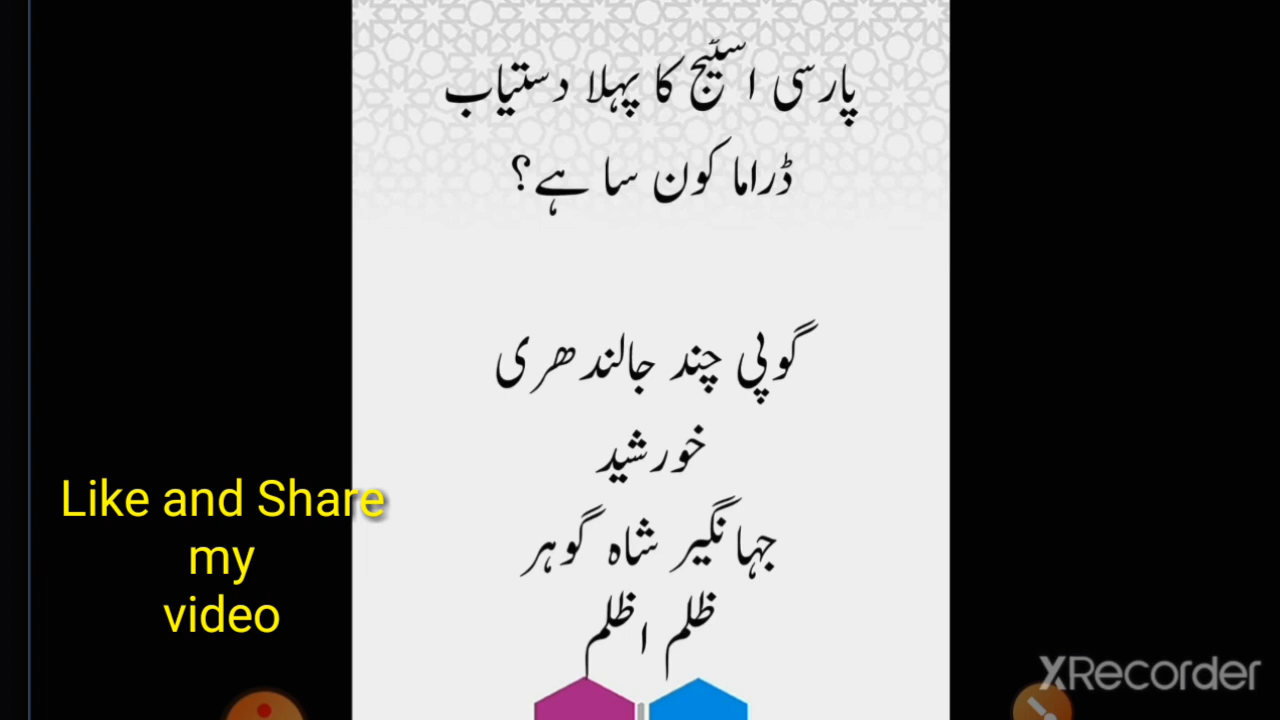 پارسی اسٹیج کا پہلا دستیاب
ڈراما کون سا ہے؟
گوپی چند جالندھری
خورشید
جہانگیر شاہ گوہر
ظلم اظلم
Like and Share
my
video
XRecorder